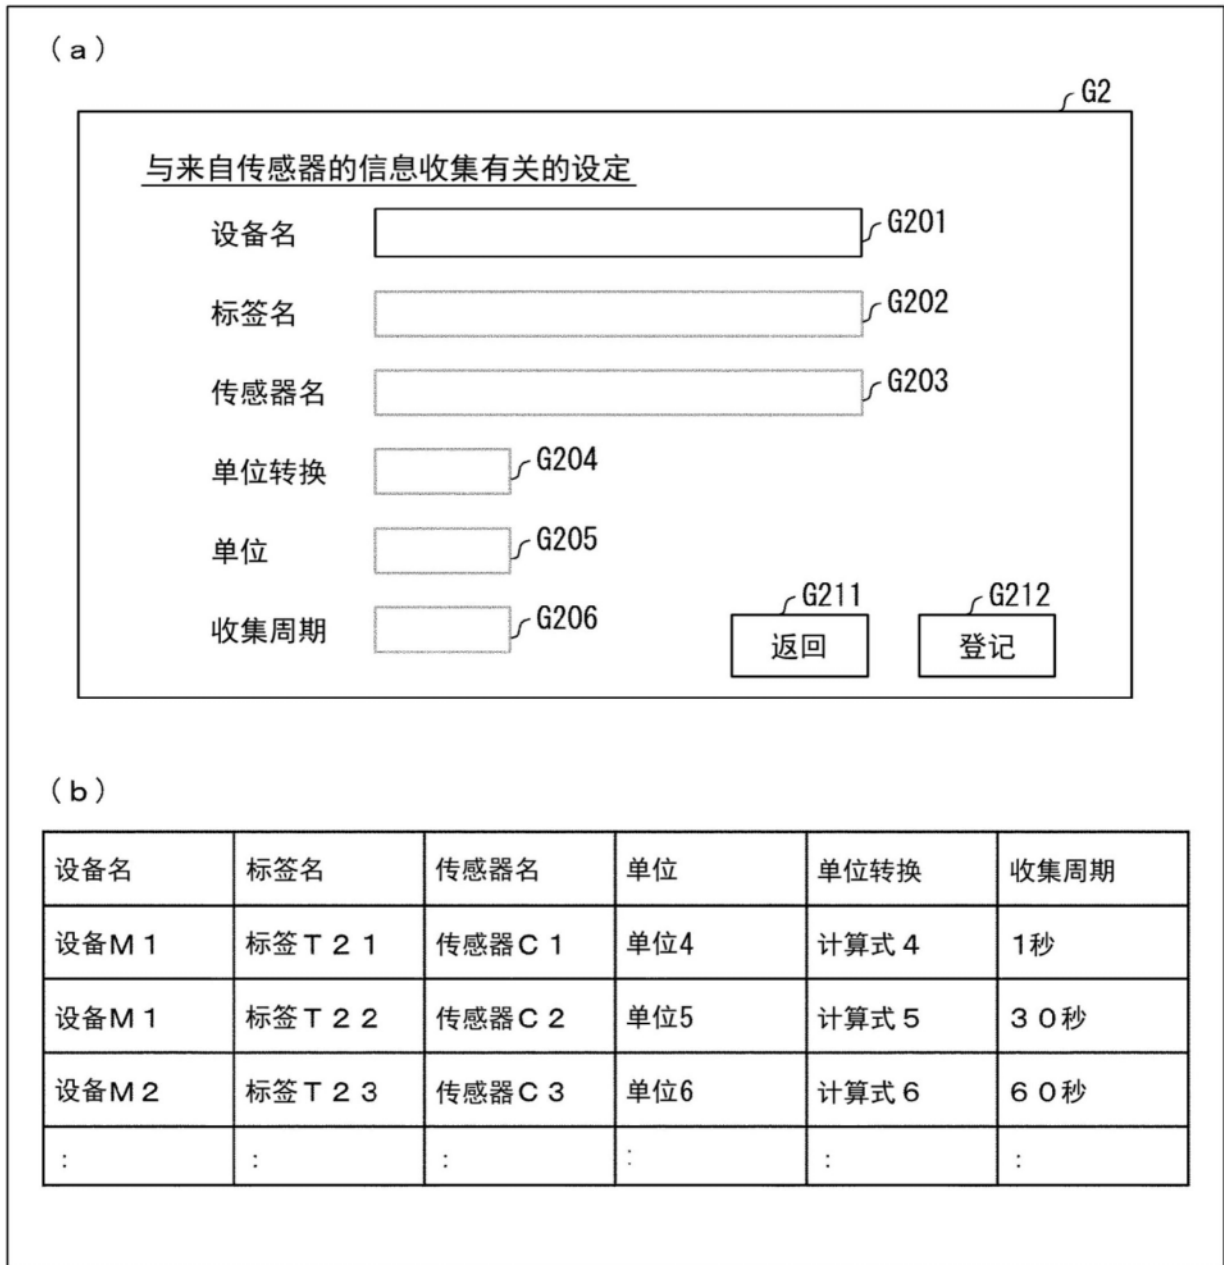 （a）
G2
与来自传感器的信息收集有关的设定
设备名 G201
标签名 G202
传感器名 G203
单位转换 G204
单位 G205
收集周期 G206
G211 G212
返回 登记
（b）
设备名 标签名 传感器名 单位 单位转换 收集周期
设备M1 标签T21 传感器C1 单位4 计算式4 1秒
设备M1 标签T22 传感器C2 单位5 计算式5 30秒
设备M2 标签T23 传感器C3 单位6 计算式6 60秒
: : : : : :